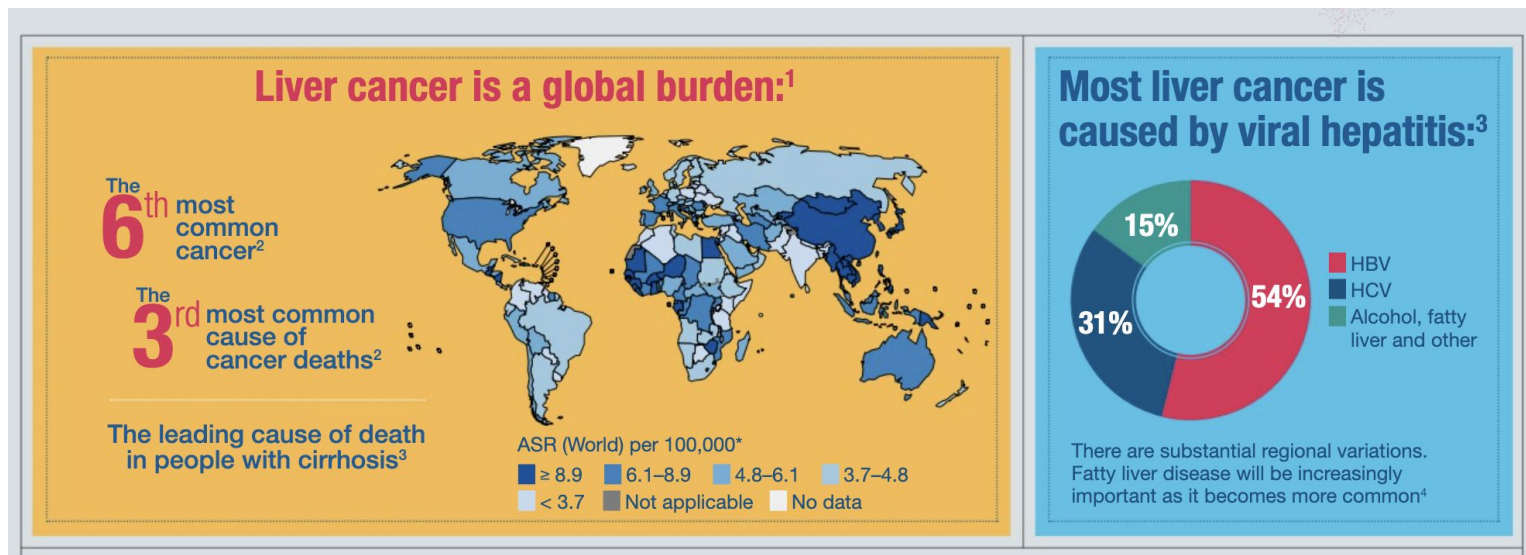 Liver cancer is a global burden:¹
The
6th most
common
cancer²
The
3rd most common
cause of
cancer deaths²
The leading cause of death
in people with cirrhosis³
ASR (World) per 100,000*
≥ 8.9
6.1–8.9
4.8–6.1
3.7–4.8
< 3.7
Not applicable
No data
Most liver cancer is
caused by viral hepatitis:³
15%
54%
31%
HBV
HCV
Alcohol, fatty
liver and other
There are substantial regional variations.
Fatty liver disease will be increasingly
important as it becomes more common⁴